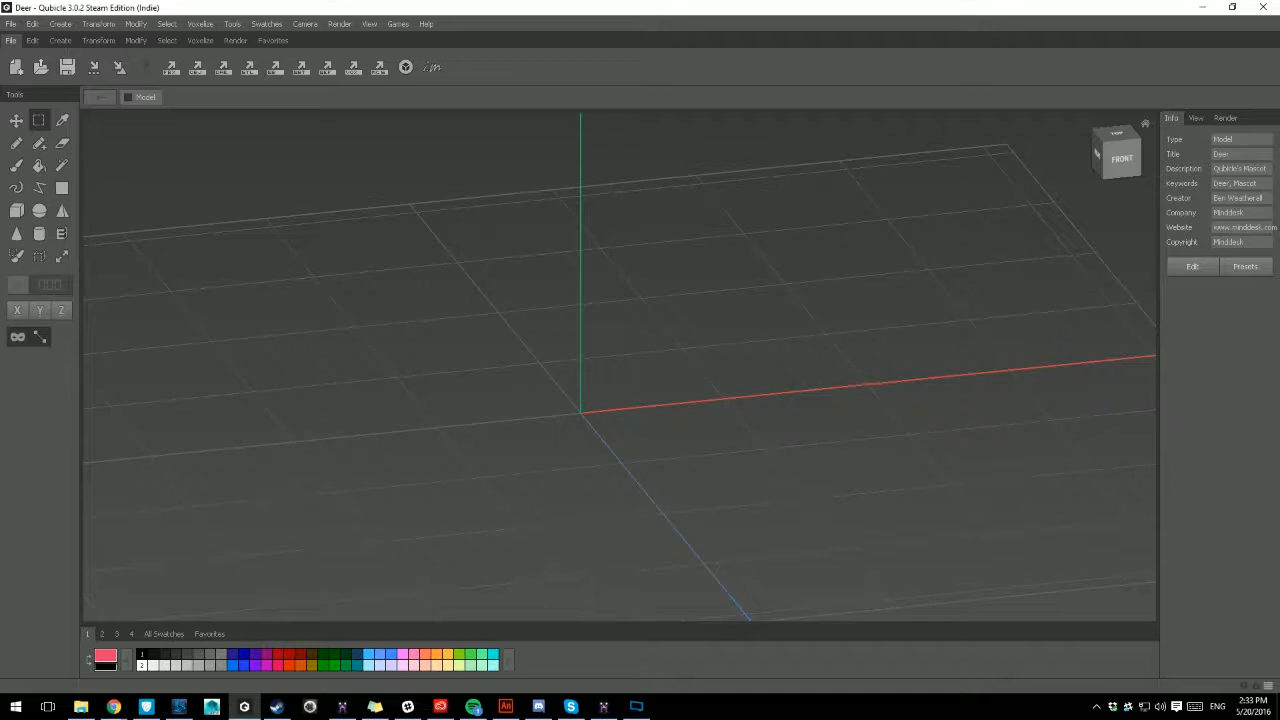 Deer - Qubicle 3.0.2 Steam Edition (Indie)
File Edit Create Transform Modify Select Voxelize Tools Swatches Camera Render View Games Help
File Edit Create Transform Modify Select Voxelize Render Favorites
Tools
Model
Info View Render
TOP
FRONT
Type Model
Title Deer
Description Qubicle's Mascot
Keywords Deer, Mascot
Creator Ben Weatherall
Company Minddesk
Website www.minddesk.com
Copyright Minddesk
Edit Presets
X Y Z
1 2 3 4 All Swatches Favorites
1
2
ENG
2:33 PM
5/20/2016